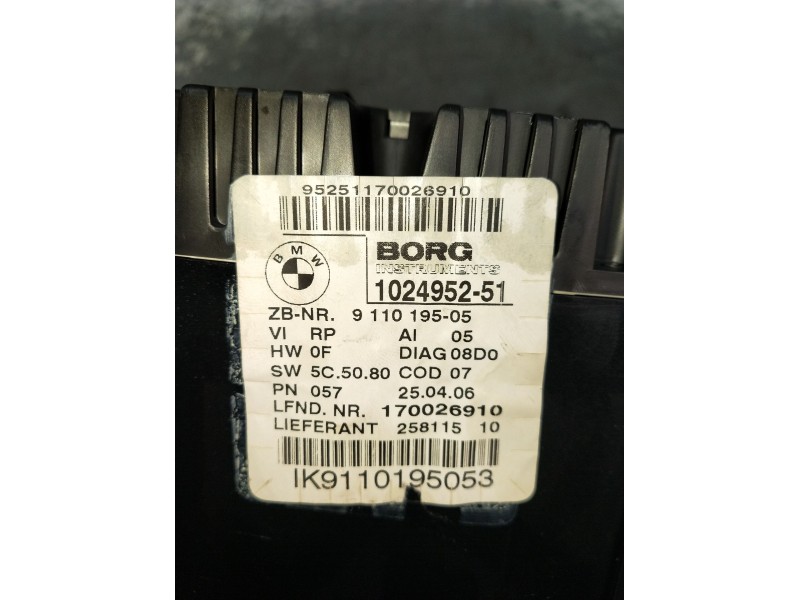 95251170026910
BMW
BORG
INSTRUMENTS
1024952-51
ZB-NR. 9 110 195-05
VI RP AI 05
HW 0F DIAG 08D0
SW 5C.50.80 COD 07
PN 057 25.04.06
LFND. NR. 170026910
LIEFERANT 258115 10
IK9110195053